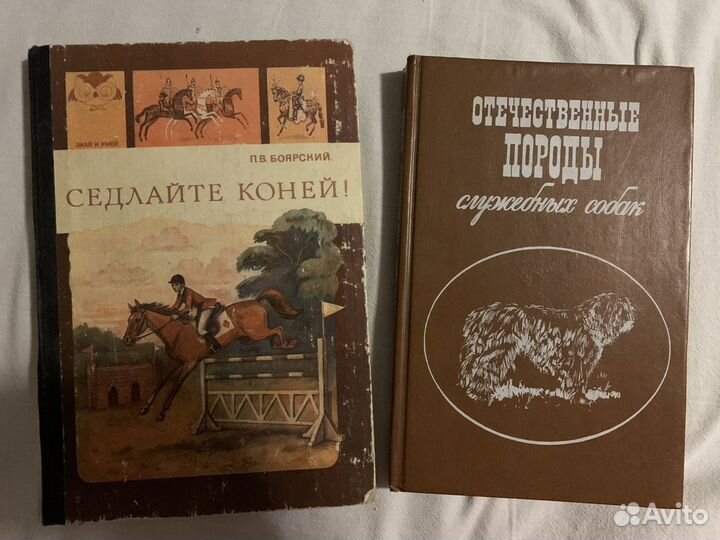 ЗНАЙ И УМЕЙ
П.В. БОЯРСКИЙ
СЕДЛАЙТЕ КОНЕЙ!
ОТЕЧЕСТВЕННЫЕ
ПОРОДЫ
служебных собак
Avito